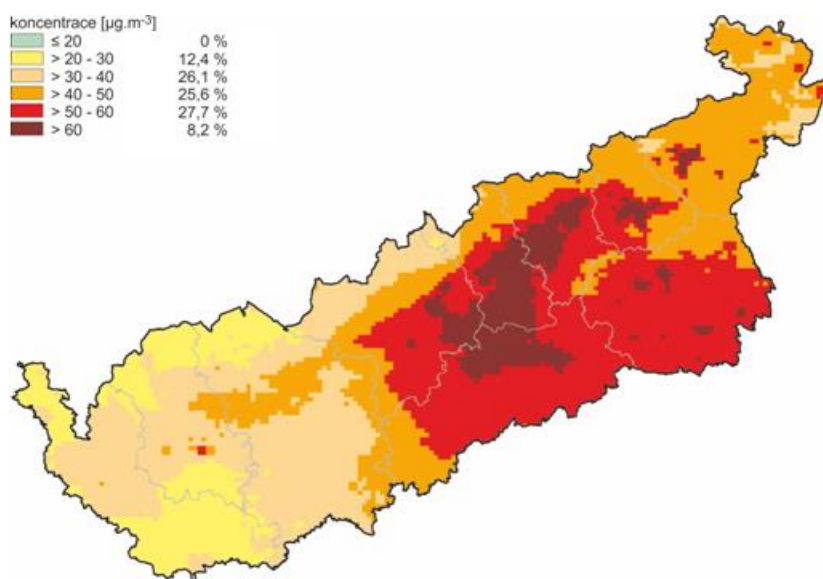 koncentrace [µg.m⁻³]
≤ 20 0 %
> 20 - 30 12,4 %
> 30 - 40 26,1 %
> 40 - 50 25,6 %
> 50 - 60 27,7 %
> 60 8,2 %